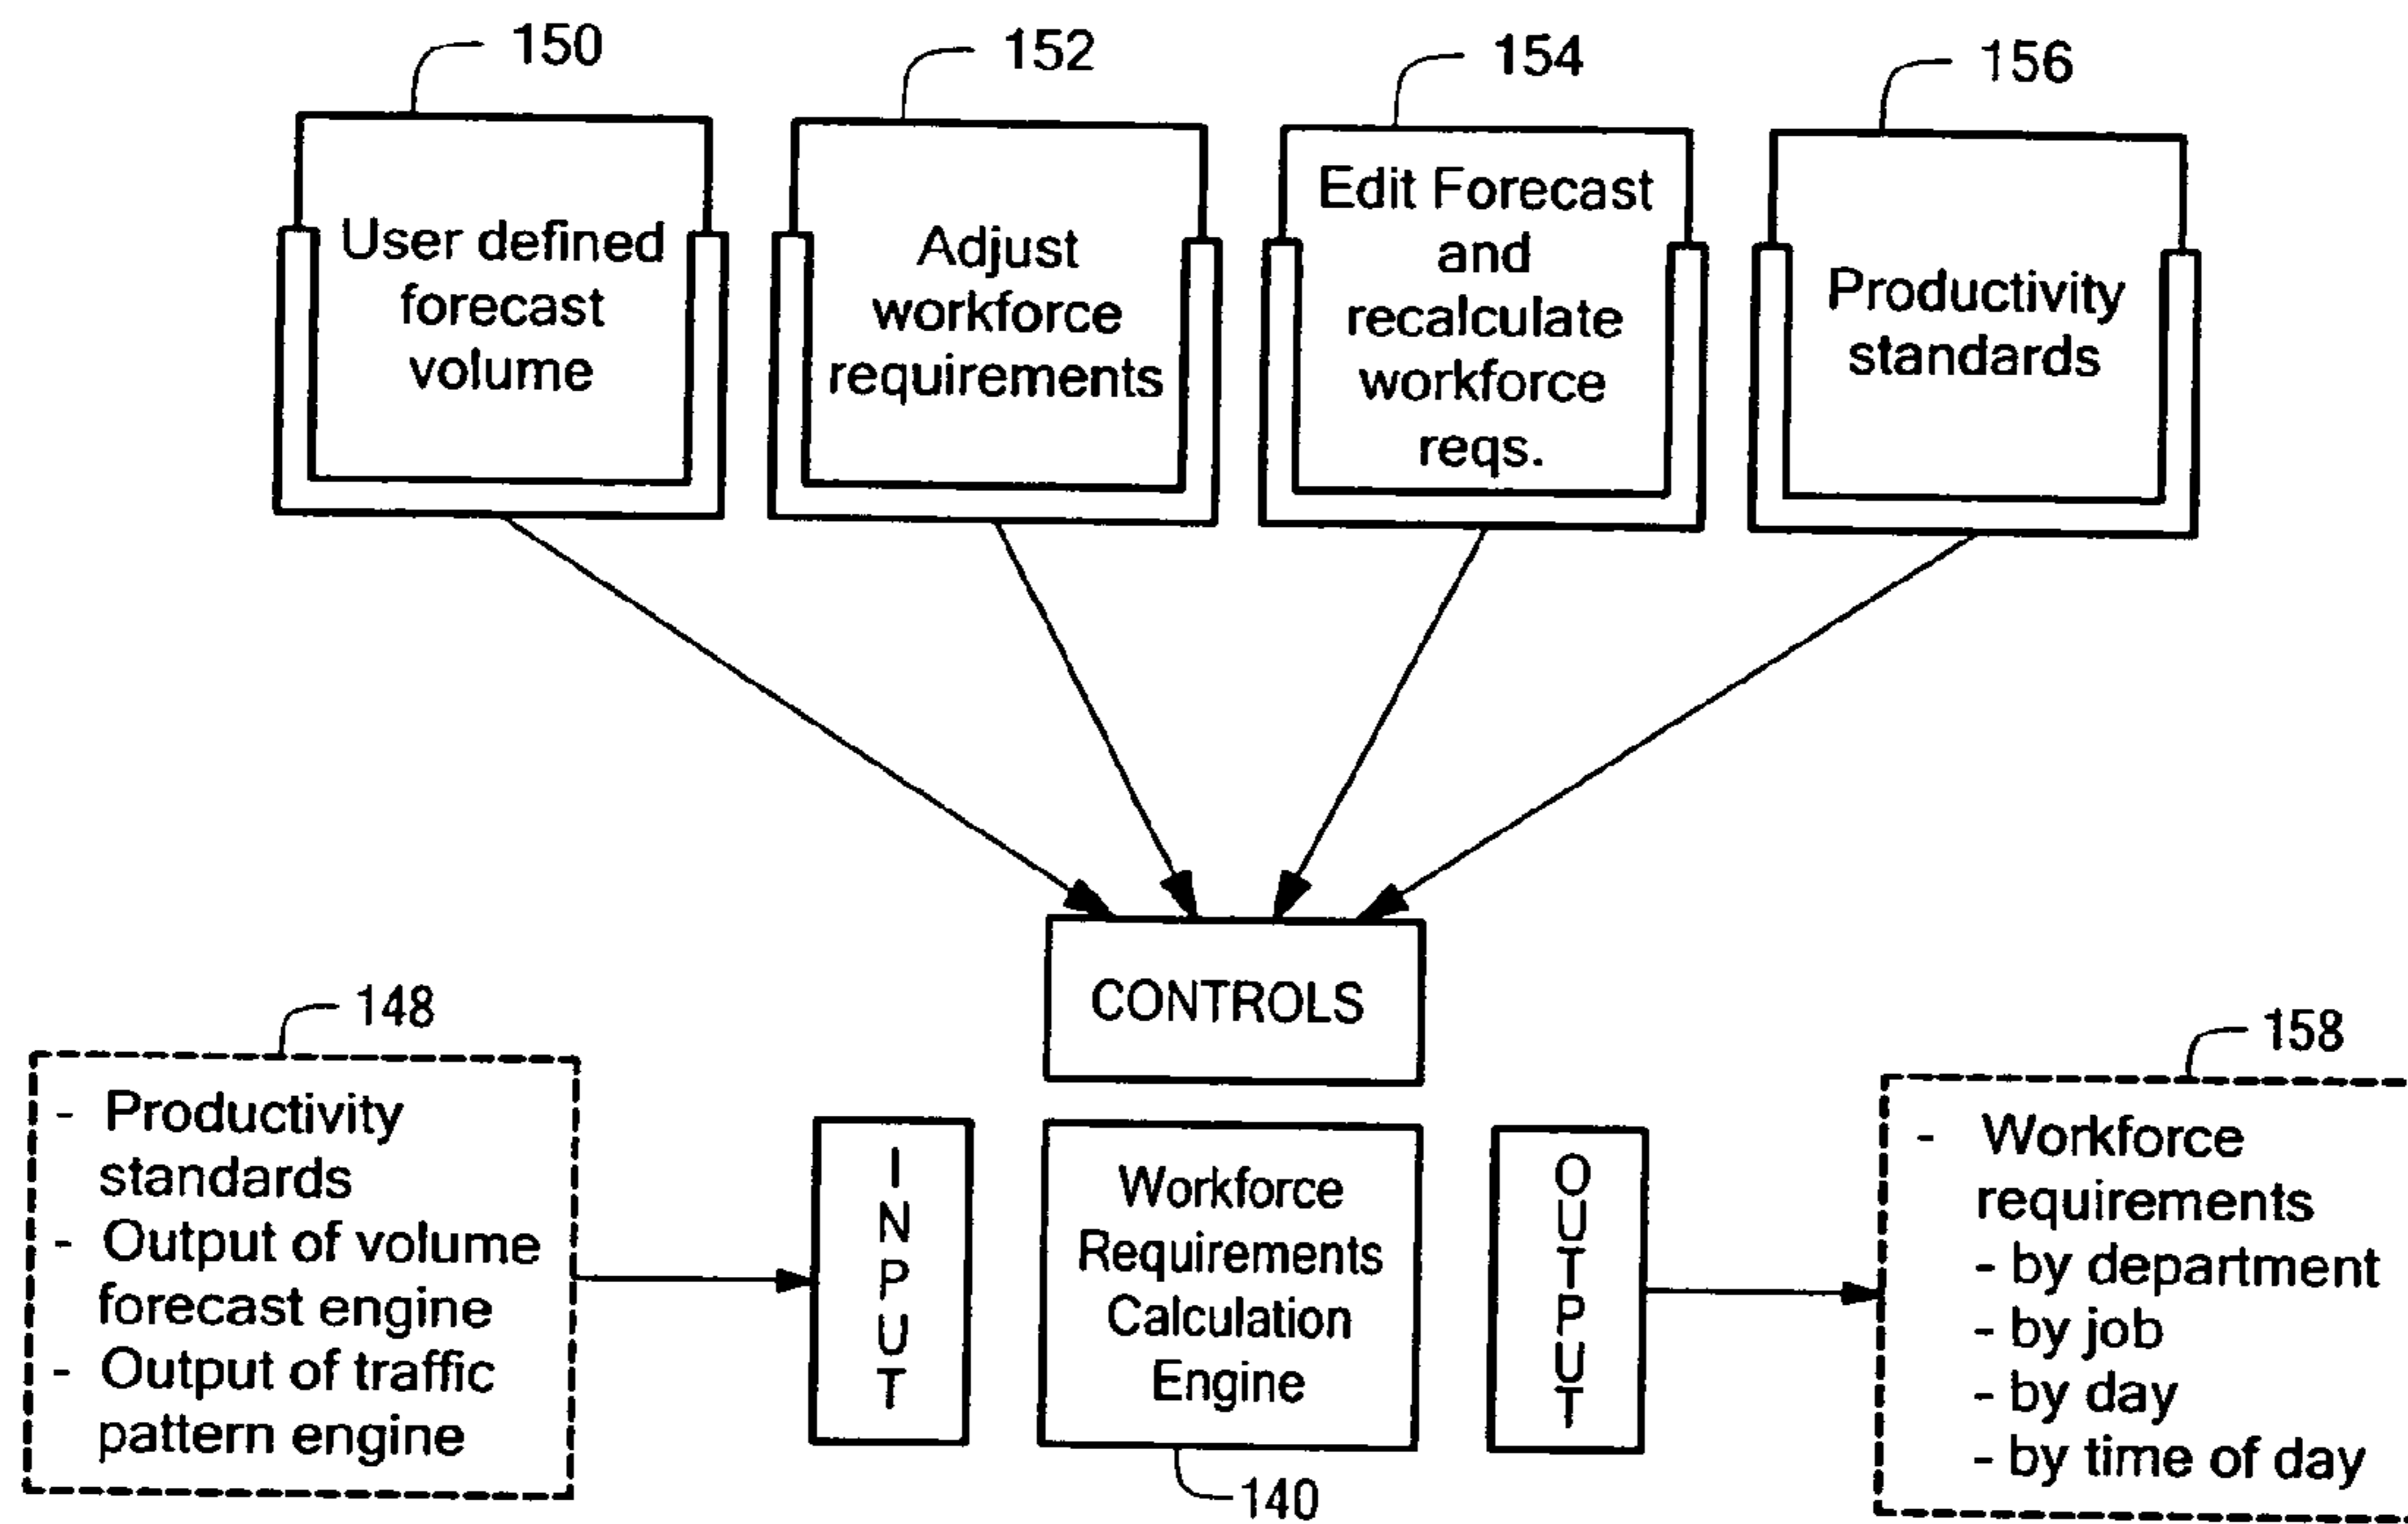 150
152
154
156
User defined
forecast
volume
Adjust
workforce
requirements
Edit Forecast
and
recalculate
workforce
reqs.
Productivity
standards
CONTROLS
148
- Productivity
standards
- Output of volume
forecast engine
- Output of traffic
pattern engine
INPUT
Workforce
Requirements
Calculation
Engine
140
OUTPUT
158
- Workforce
requirements
- by department
- by job
- by day
- by time of day